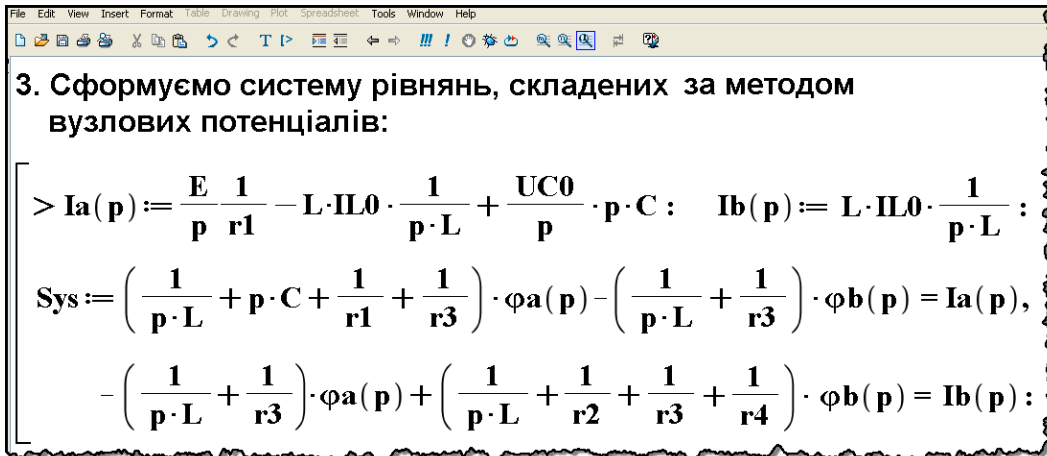 File Edit View Insert Format Table Drawing Plot Spreadsheet Tools Window Help
3. Сформуємо систему рівнянь, складених за методом
вузлових потенціалів:
> Ia(p):= E/p 1/r1 − L·IL0 · 1/(p·L) + UC0/p · p·C : Ib(p):= L·IL0 · 1/(p·L) :
Sys:= (1/(p·L) + p·C + 1/r1 + 1/r3) · φa(p) − (1/(p·L) + 1/r3) · φb(p) = Ia(p),
− (1/(p·L) + 1/r3) · φa(p) + (1/(p·L) + 1/r2 + 1/r3 + 1/r4) · φb(p) = Ib(p) :